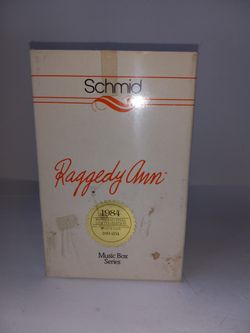 Schmid
Raggedy Ann
1984
Music Box
Series